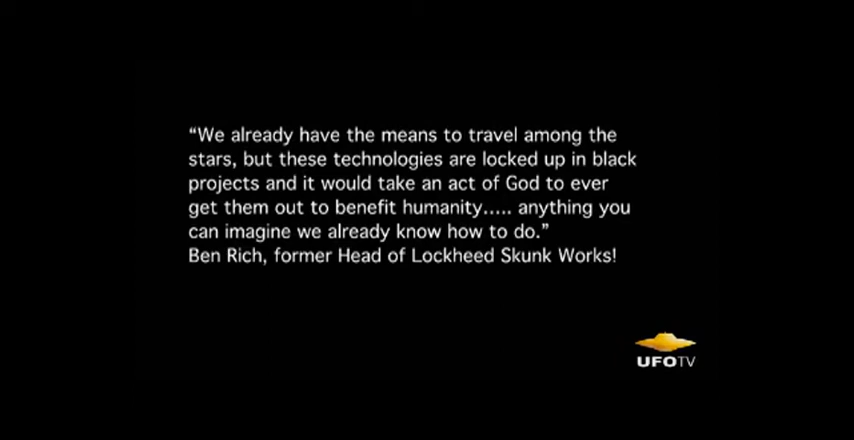 “We already have the means to travel among the
stars, but these technologies are locked up in black
projects and it would take an act of God to ever
get them out to benefit humanity..... anything you
can imagine we already know how to do.”
Ben Rich, former Head of Lockheed Skunk Works!
UFOTV